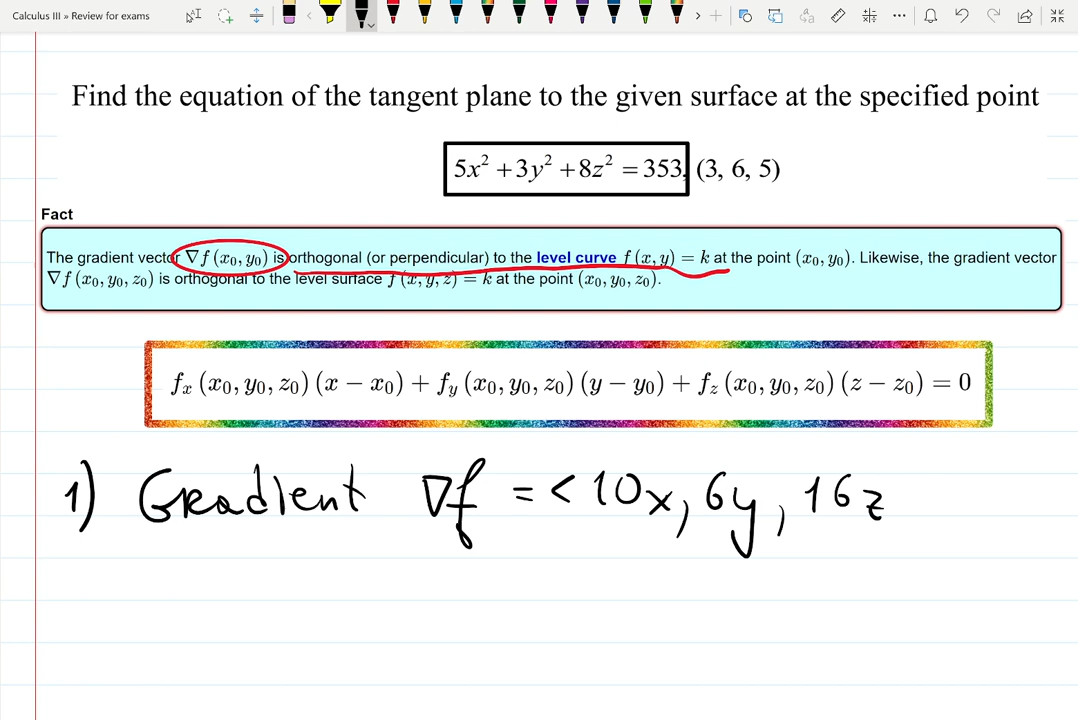 Calculus III » Review for exams
Find the equation of the tangent plane to the given surface at the specified point
5x² + 3y² + 8z² = 353, (3, 6, 5)
Fact
The gradient vector ∇f (x₀, y₀) is orthogonal (or perpendicular) to the level curve f (x, y) = k at the point (x₀, y₀). Likewise, the gradient vector
∇f (x₀, y₀, z₀) is orthogonal to the level surface f (x, y, z) = k at the point (x₀, y₀, z₀).
fₓ (x₀, y₀, z₀) (x − x₀) + f_y (x₀, y₀, z₀) (y − y₀) + f_z (x₀, y₀, z₀) (z − z₀) = 0
1) Gradient ∇f = < 10x, 6y, 16z